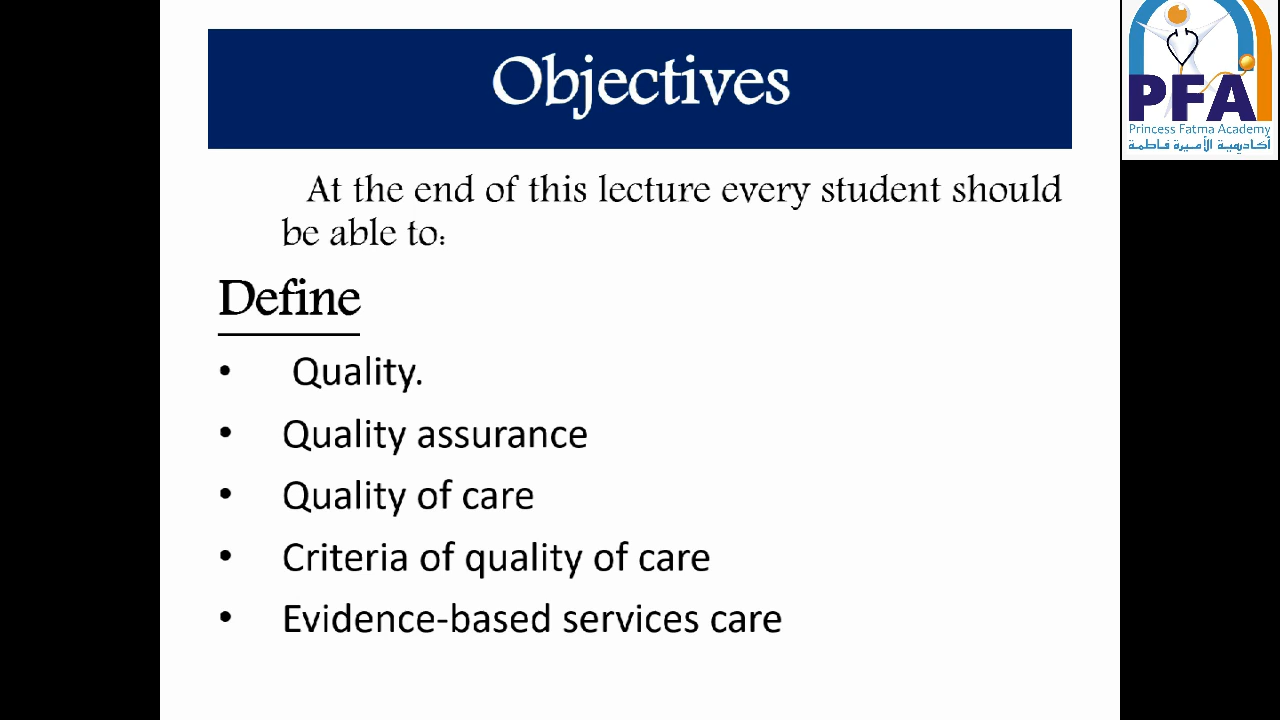 Objectives
PFA
Princess Fatma Academy
أكاديمية الأميرة فاطمة
At the end of this lecture every student should
be able to:
Define
• Quality.
• Quality assurance
• Quality of care
• Criteria of quality of care
• Evidence-based services care